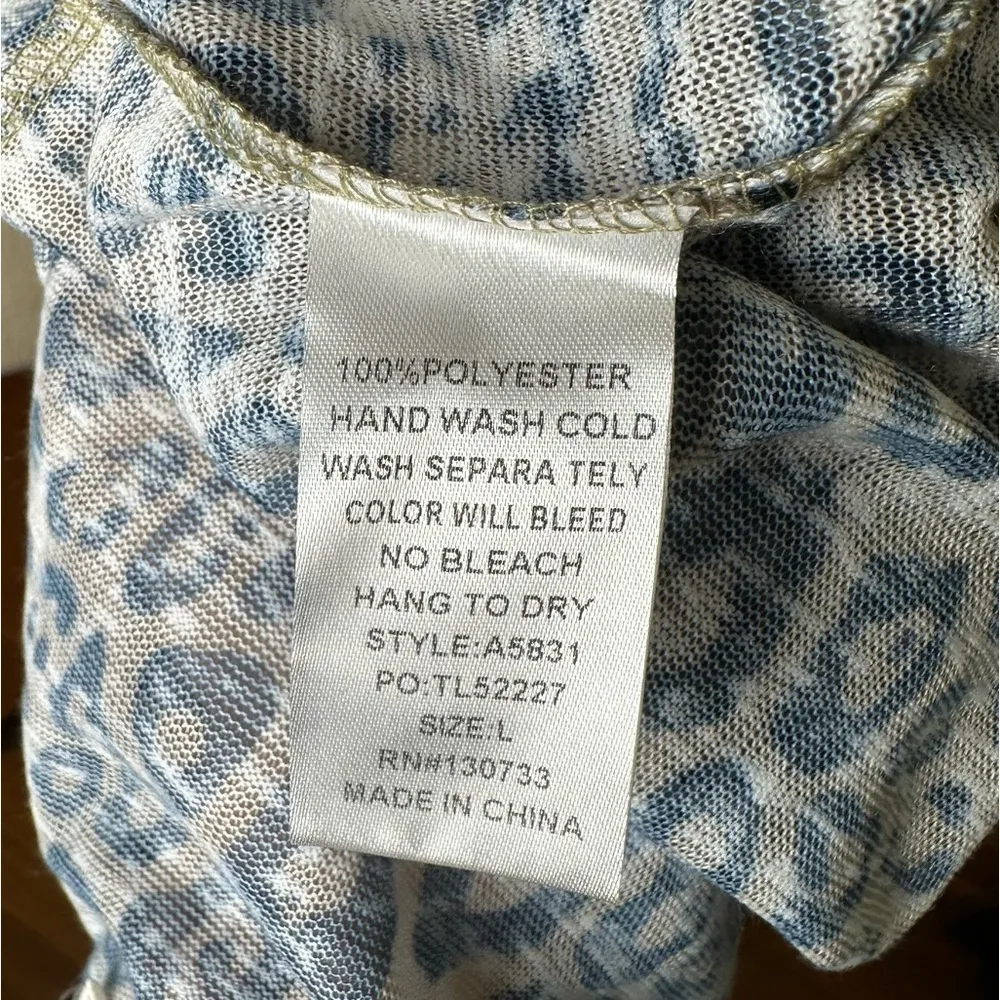 100%POLYESTER
HAND WASH COLD
WASH SEPARA TELY
COLOR WILL BLEED
NO BLEACH
HANG TO DRY
STYLE:A5831
PO:TL52227
SIZE:L
RN#130733
MADE IN CHINA